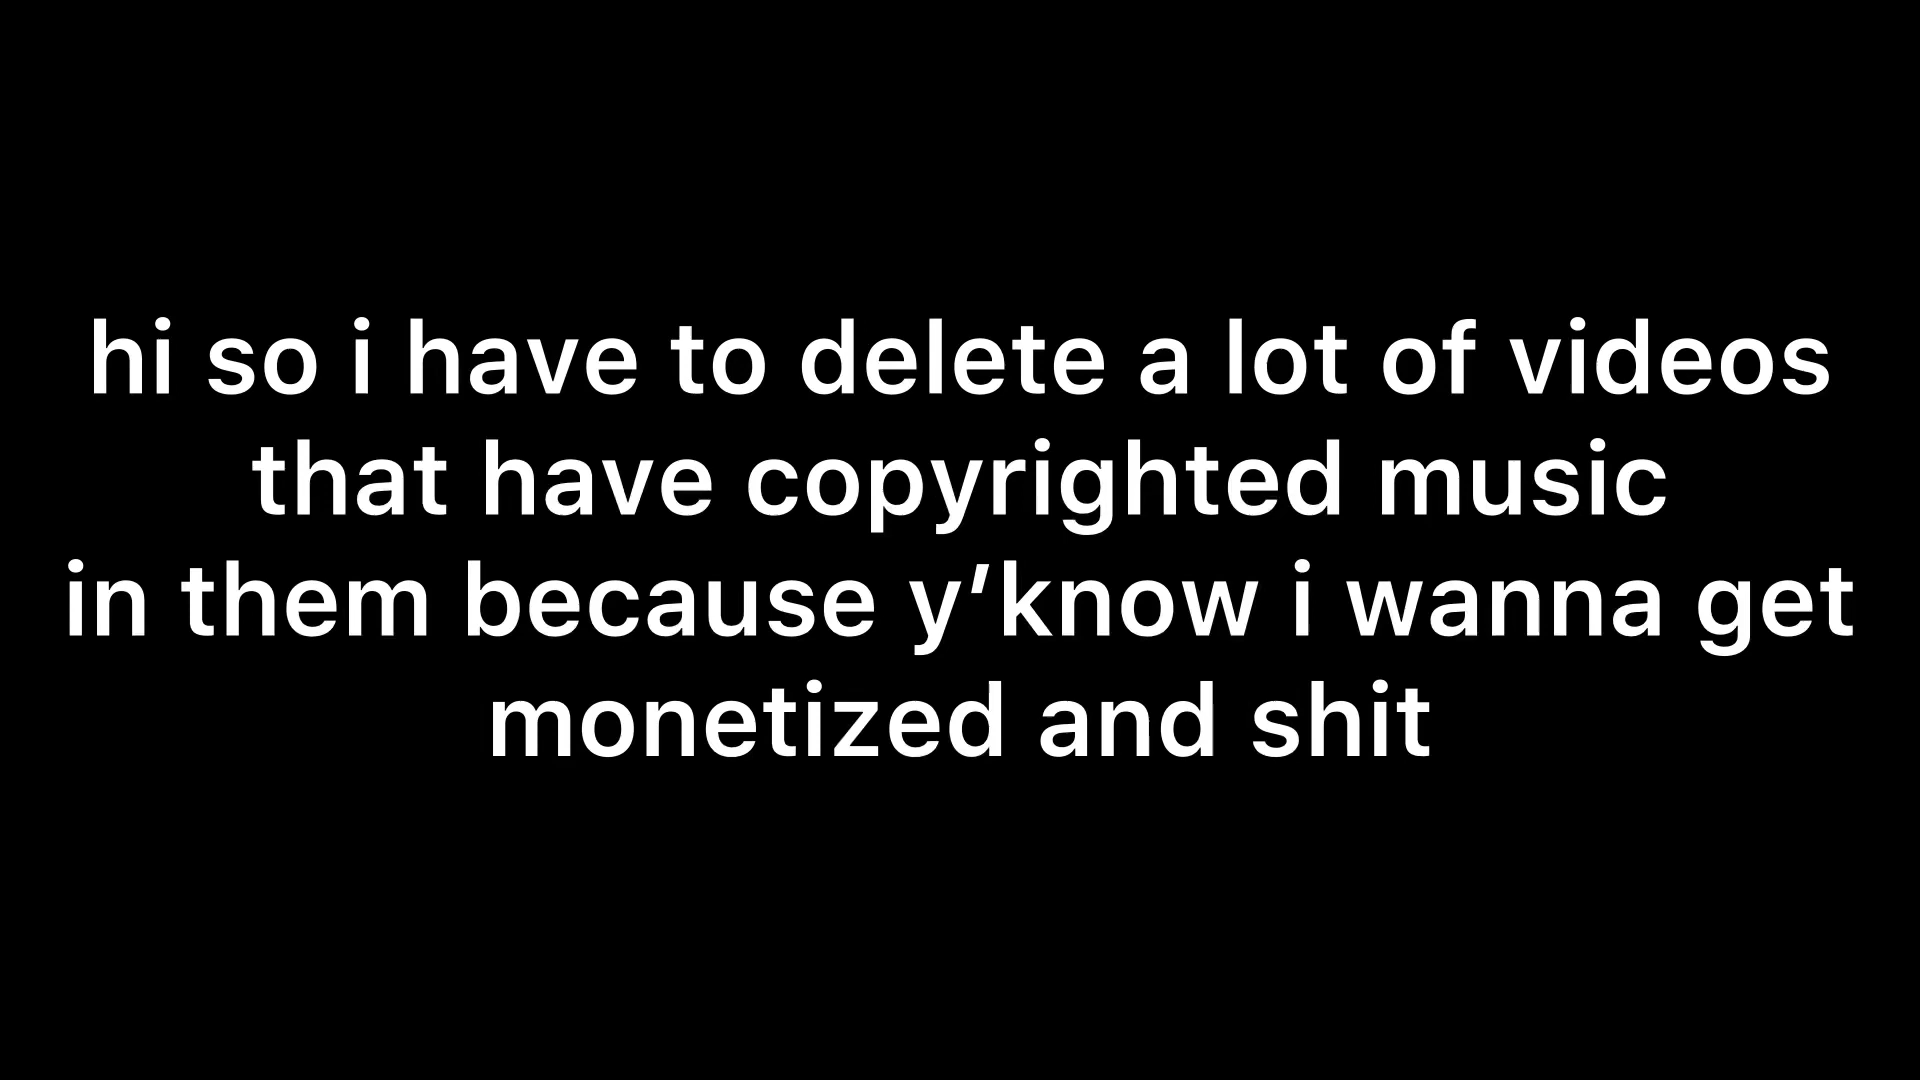 hi so i have to delete a lot of videos
that have copyrighted music
in them because y’know i wanna get
monetized and shit